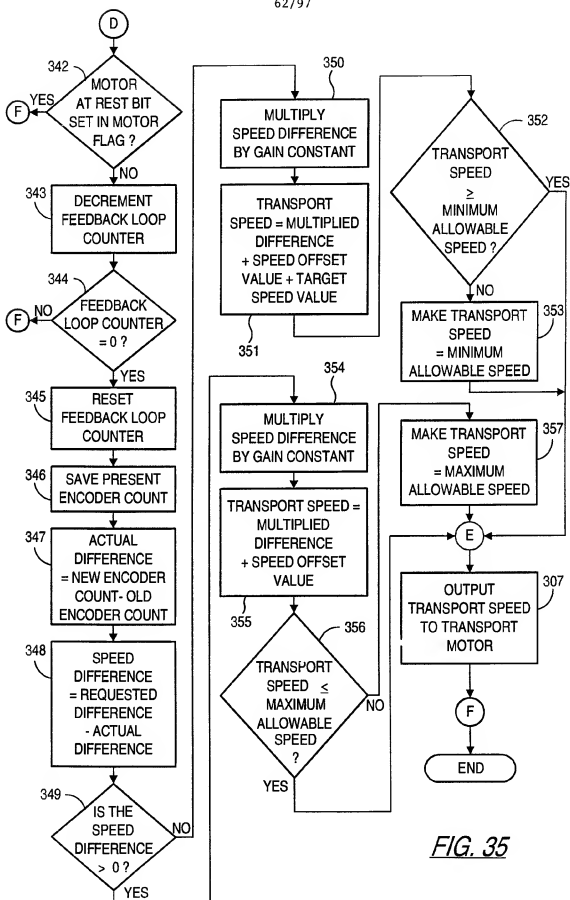 62/97
D
342
MOTOR
AT REST BIT
SET IN MOTOR
FLAG ?
YES
F
NO
343
DECREMENT
FEEDBACK LOOP
COUNTER
344
FEEDBACK
LOOP COUNTER
= 0 ?
NO
F
YES
345
RESET
FEEDBACK LOOP
COUNTER
346
SAVE PRESENT
ENCODER COUNT
347
ACTUAL
DIFFERENCE
= NEW ENCODER
COUNT- OLD
ENCODER COUNT
348
SPEED
DIFFERENCE
= REQUESTED
DIFFERENCE
- ACTUAL
DIFFERENCE
349
IS THE
SPEED
DIFFERENCE
> 0 ?
NO
YES
350
MULTIPLY
SPEED DIFFERENCE
BY GAIN CONSTANT
TRANSPORT
SPEED = MULTIPLIED
DIFFERENCE
+ SPEED OFFSET
VALUE + TARGET
SPEED VALUE
351
352
TRANSPORT
SPEED
≥
MINIMUM
ALLOWABLE
SPEED ?
YES
NO
353
MAKE TRANSPORT
SPEED
= MINIMUM
ALLOWABLE SPEED
354
MULTIPLY
SPEED DIFFERENCE
BY GAIN CONSTANT
TRANSPORT SPEED =
MULTIPLIED
DIFFERENCE
+ SPEED OFFSET
VALUE
355
356
TRANSPORT
SPEED ≤
MAXIMUM
ALLOWABLE
SPEED
?
NO
YES
357
MAKE TRANSPORT
SPEED
= MAXIMUM
ALLOWABLE SPEED
E
307
OUTPUT
TRANSPORT SPEED
TO TRANSPORT
MOTOR
F
END
FIG. 35